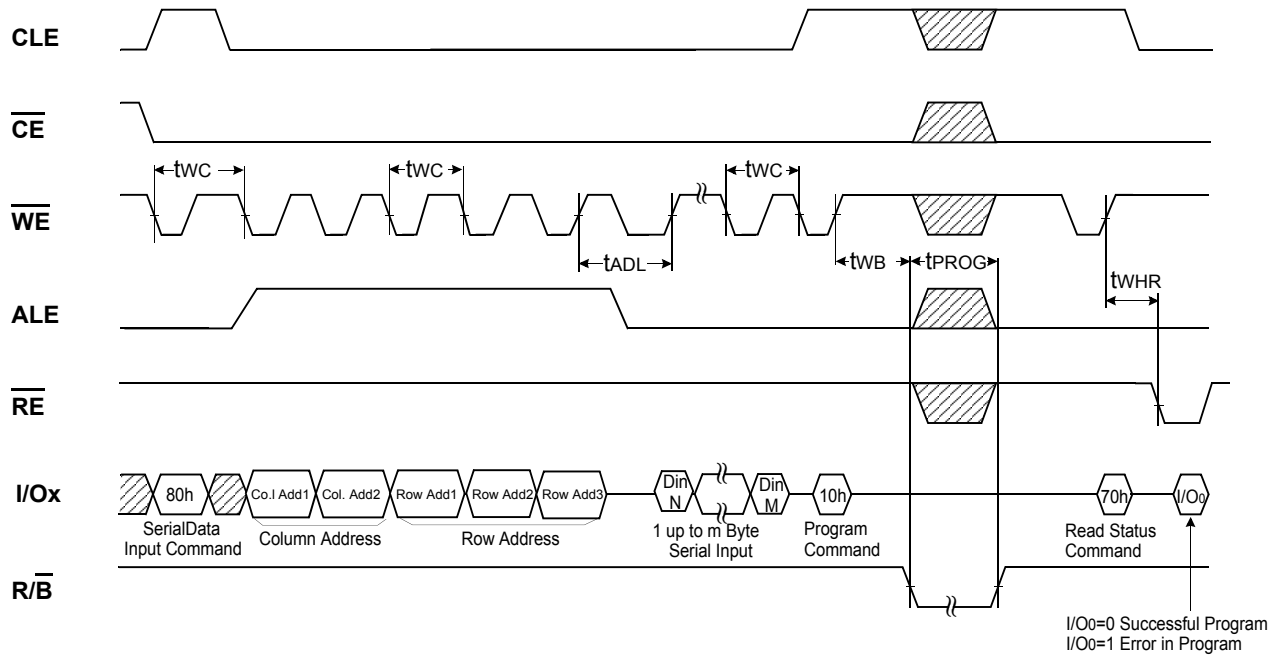 CLE
CE
tWC
tWC
tWC
WE
tADL
tWB
tPROG
tWHR
ALE
RE
I/Ox
80h
Co.l Add1
Col. Add2
Row Add1
Row Add2
Row Add3
Din
N
Din
M
10h
70h
I/O0
SerialData
Input Command
Column Address
Row Address
1 up to m Byte
Serial Input
Program
Command
Read Status
Command
R/B
I/O0=0 Successful Program
I/O0=1 Error in Program